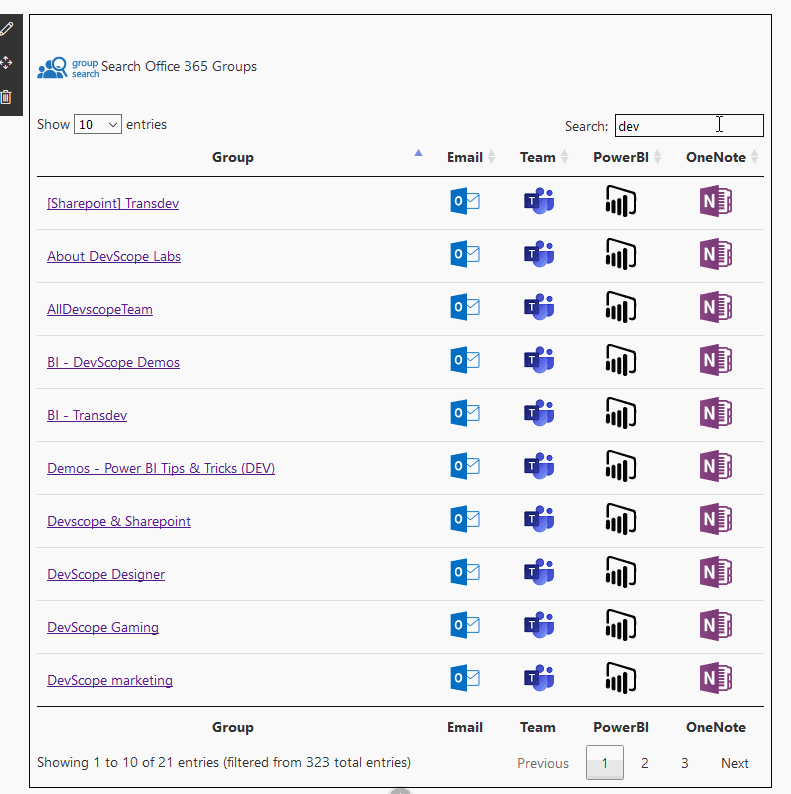 group
search Search Office 365 Groups
Show 10 entries Search: dev
Group Email Team PowerBI OneNote
[Sharepoint] Transdev
About DevScope Labs
AllDevscopeTeam
BI - DevScope Demos
BI - Transdev
Demos - Power BI Tips & Tricks (DEV)
Devscope & Sharepoint
DevScope Designer
DevScope Gaming
DevScope marketing
Group Email Team PowerBI OneNote
Showing 1 to 10 of 21 entries (filtered from 323 total entries) Previous 1 2 3 Next